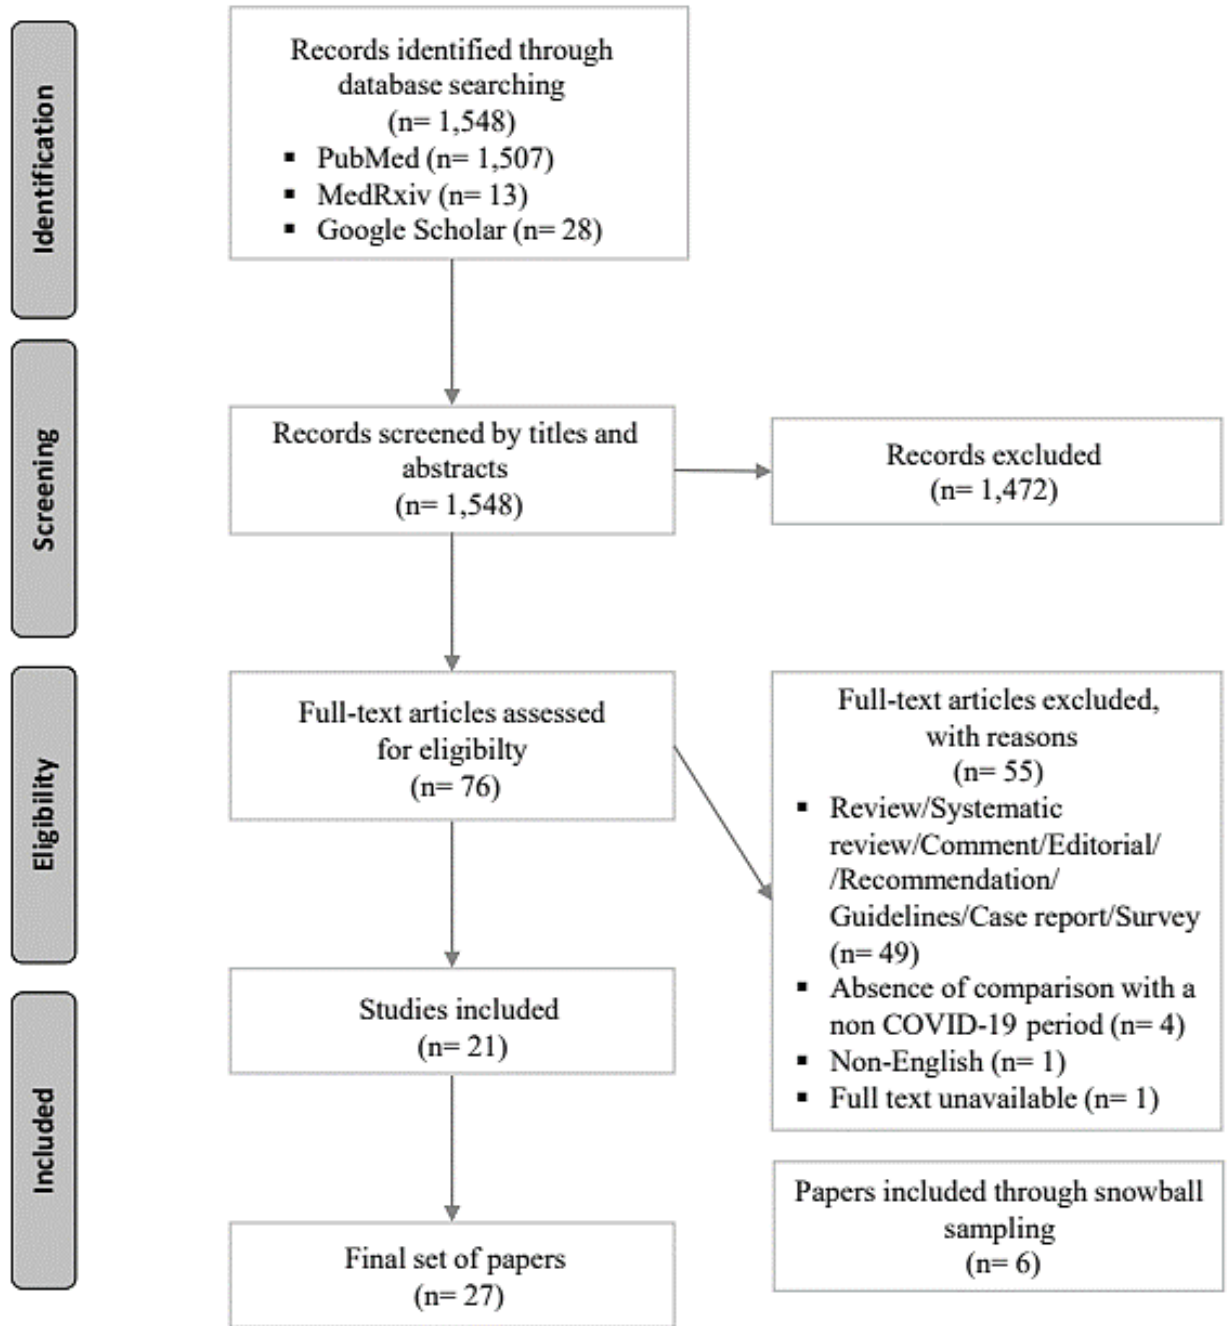 Identification
Records identified through
database searching
(n= 1,548)
▪ PubMed (n= 1,507)
▪ MedRxiv (n= 13)
▪ Google Scholar (n= 28)
Screening
Records screened by titles and
abstracts
(n= 1,548)
Records excluded
(n= 1,472)
Eligibility
Full-text articles assessed
for eligibilty
(n= 76)
Full-text articles excluded,
with reasons
(n= 55)
▪ Review/Systematic
review/Comment/Editorial/
/Recommendation/
Guidelines/Case report/Survey
(n= 49)
▪ Absence of comparison with a
non COVID-19 period (n= 4)
▪ Non-English (n= 1)
▪ Full text unavailable (n= 1)
Included
Studies included
(n= 21)
Papers included through snowball
sampling
(n= 6)
Final set of papers
(n= 27)